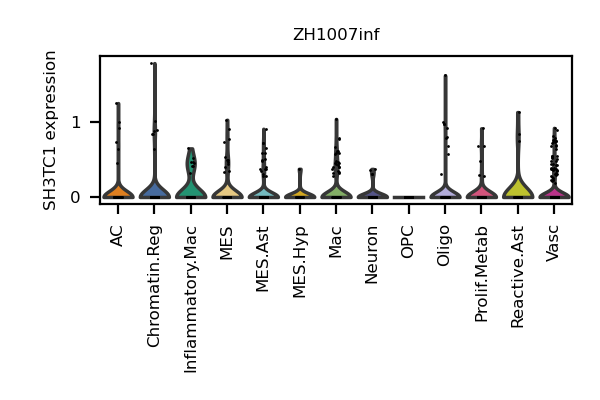 ZH1007inf
SH3TC1 expression
1
0
AC
Chromatin.Reg
Inflammatory.Mac
MES
MES.Ast
MES.Hyp
Mac
Neuron
OPC
Oligo
Prolif.Metab
Reactive.Ast
Vasc